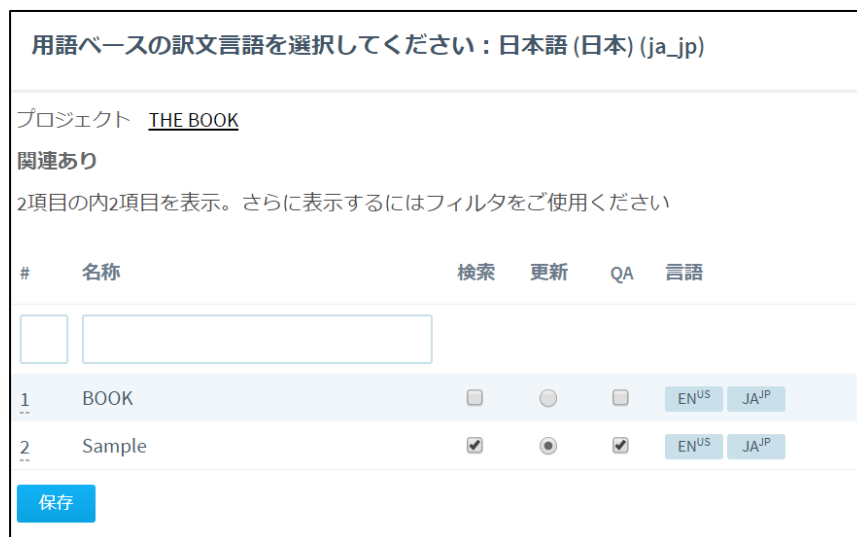 用語ベースの訳文言語を選択してください：日本語 (日本) (ja_jp)
プロジェクト THE BOOK
関連あり
2項目の内2項目を表示。さらに表示するにはフィルタをご使用ください
# 名称 検索 更新 QA 言語
1 BOOK EN US JA JP
2 Sample EN US JA JP
保存